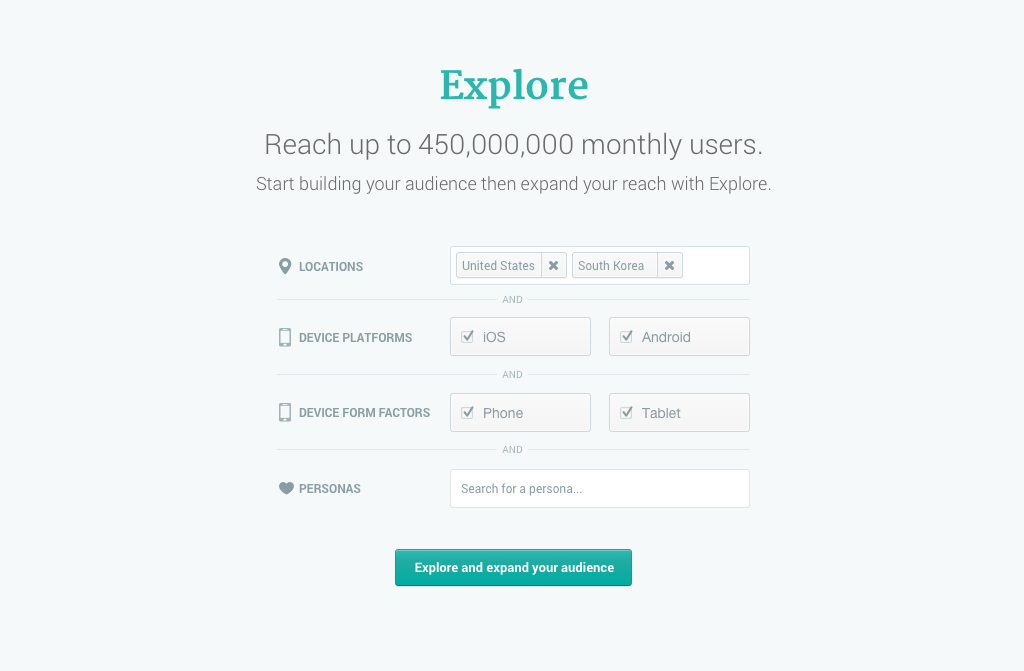 Explore
Reach up to 450,000,000 monthly users.
Start building your audience then expand your reach with Explore.
LOCATIONS United States South Korea
AND
DEVICE PLATFORMS iOS Android
AND
DEVICE FORM FACTORS Phone Tablet
AND
PERSONAS Search for a persona...
Explore and expand your audience